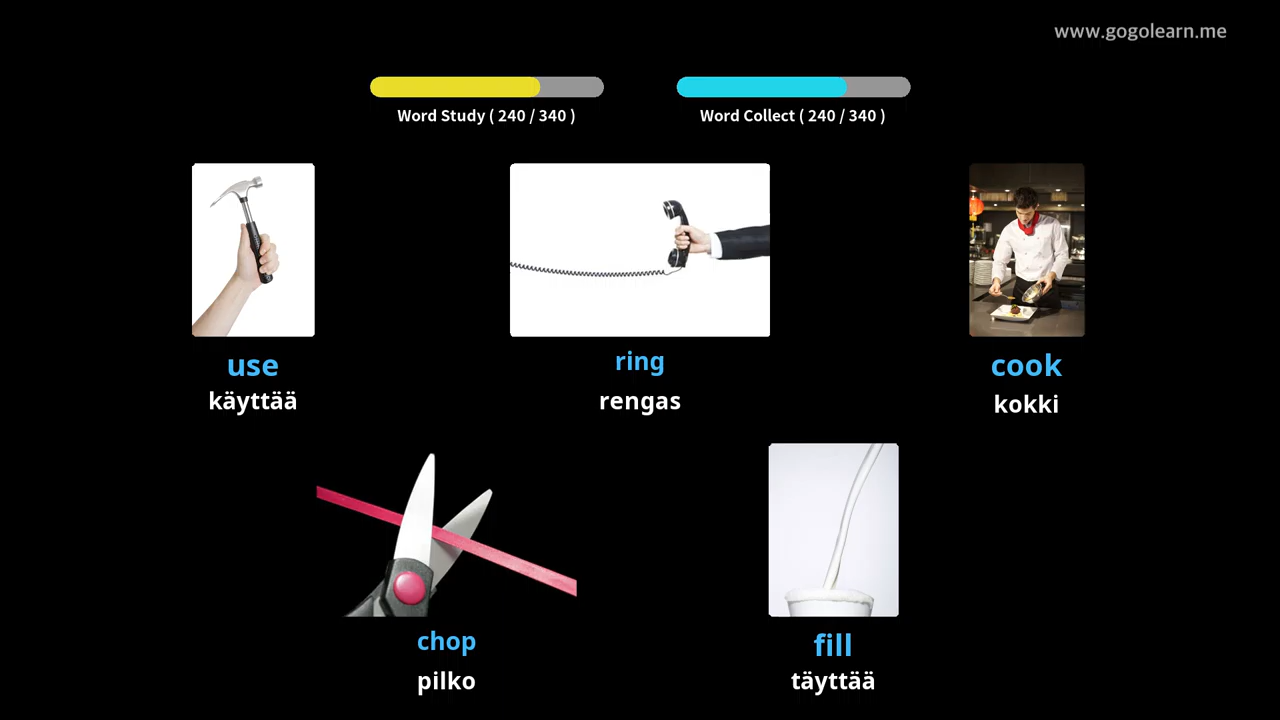 www.gogolearn.me
Word Study ( 240 / 340 )
Word Collect ( 240 / 340 )
use
käyttää
ring
rengas
cook
kokki
chop
pilko
fill
täyttää